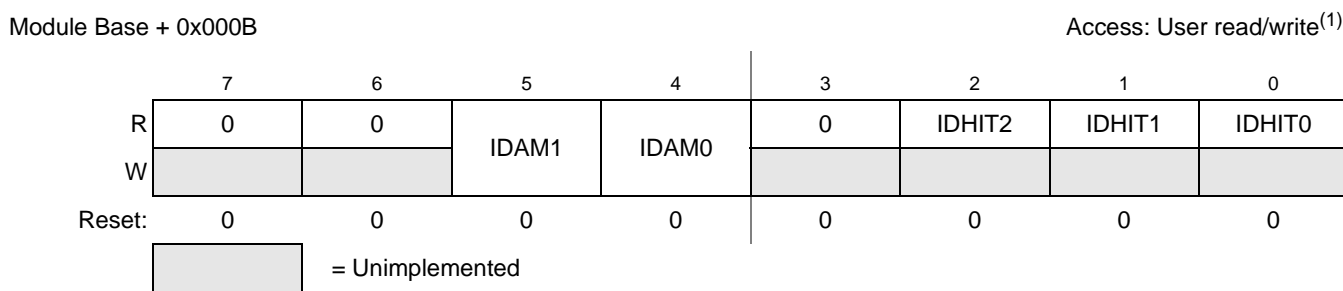 Module Base + 0x000B Access: User read/write(1)
7 6 5 4 3 2 1 0
R 0 0 IDAM1 IDAM0 0 IDHIT2 IDHIT1 IDHIT0
W
Reset: 0 0 0 0 0 0 0 0
= Unimplemented